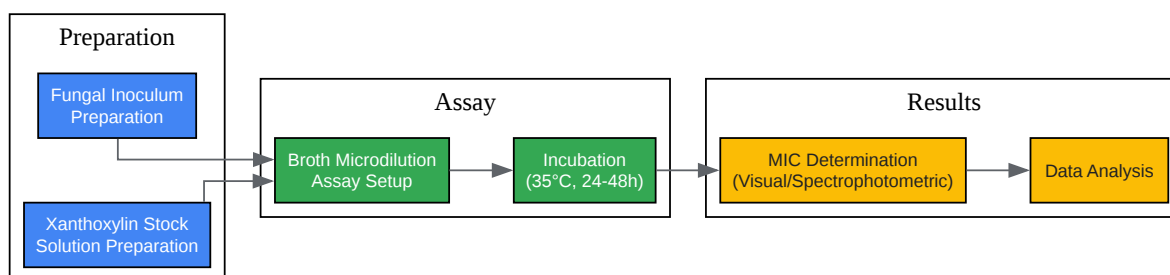 Preparation
Fungal Inoculum
Preparation
Xanthoxylin Stock
Solution Preparation
Assay
Broth Microdilution
Assay Setup
Incubation
(35°C, 24-48h)
Results
MIC Determination
(Visual/Spectrophotometric)
Data Analysis